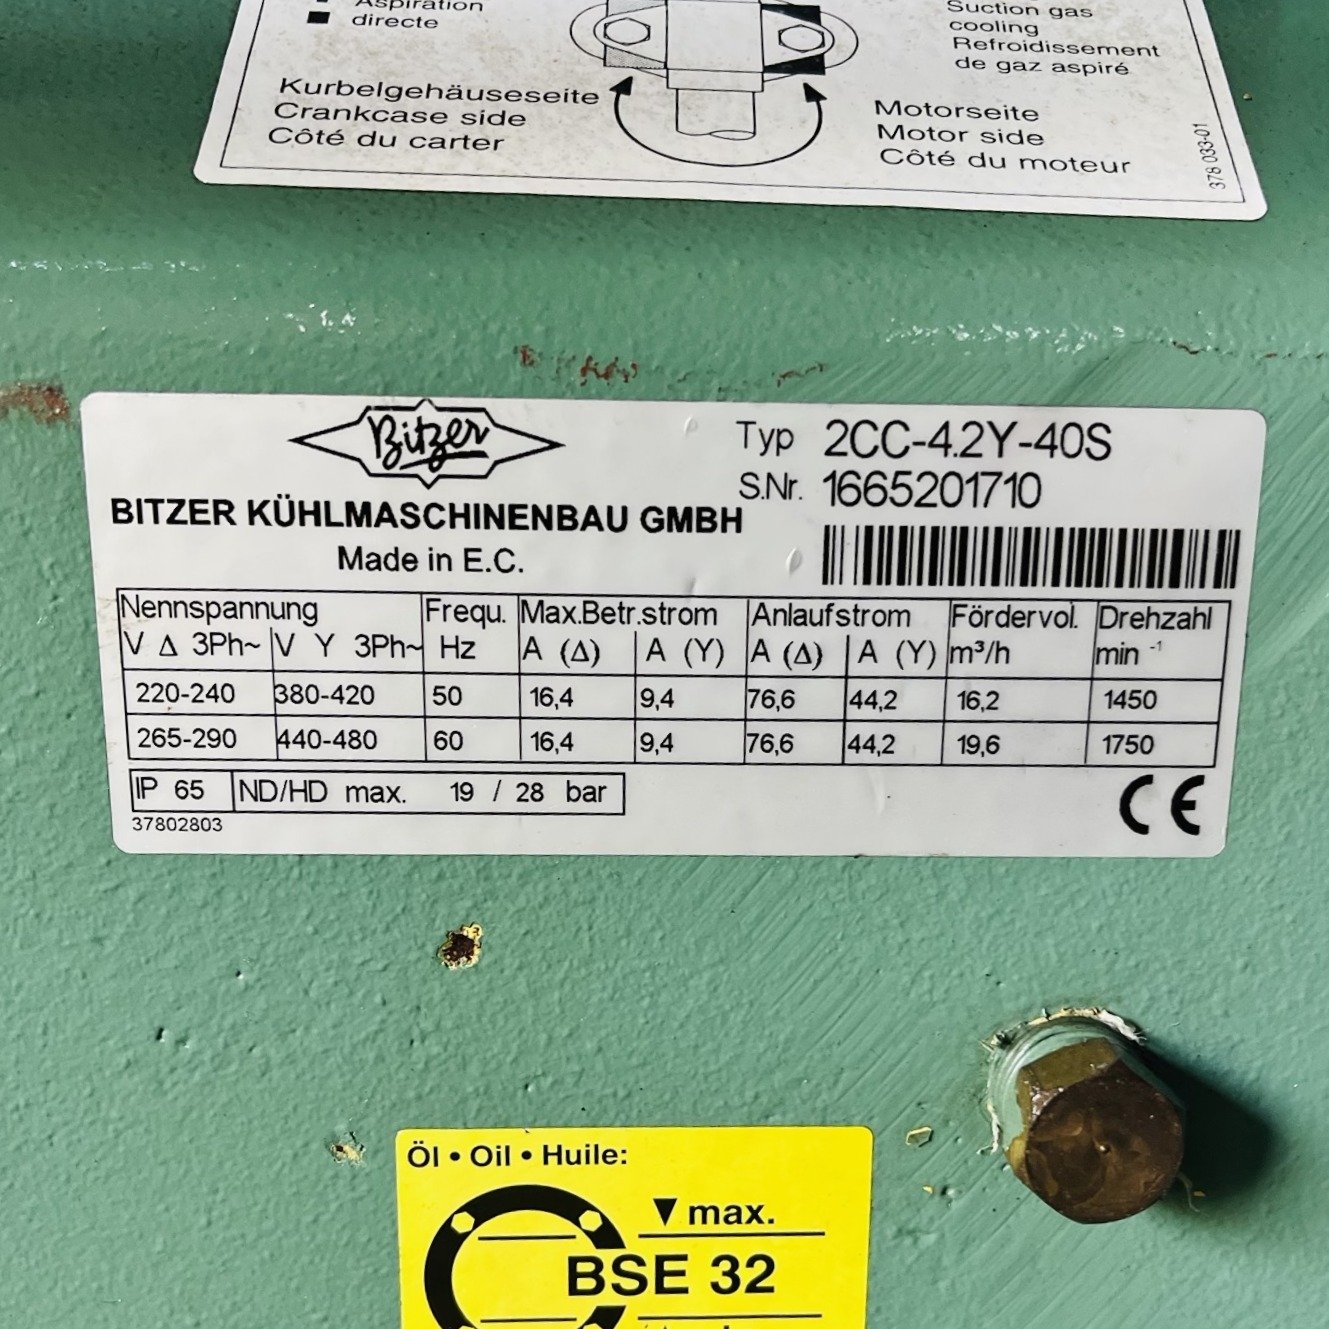 Aspiration
directe
Suction gas
cooling
Refroidissement
de gaz aspiré
Kurbelgehäuseseite
Crankcase side
Côté du carter
Motorseite
Motor side
Côté du moteur
378 033-01
Bitzer
BITZER KÜHLMASCHINENBAU GMBH
Made in E.C.
Typ 2CC-4.2Y-40S
S.Nr. 1665201710
Nennspannung Frequ. Max.Betr.strom Anlaufstrom Fördervol. Drehzahl
V Δ 3Ph~ V Y 3Ph~ Hz A (Δ) A (Y) A (Δ) A (Y) m³/h min ⁻¹
220-240 380-420 50 16,4 9,4 76,6 44,2 16,2 1450
265-290 440-480 60 16,4 9,4 76,6 44,2 19,6 1750
IP 65 ND/HD max. 19 / 28 bar
37802803
CE
Öl • Oil • Huile:
▼ max.
BSE 32